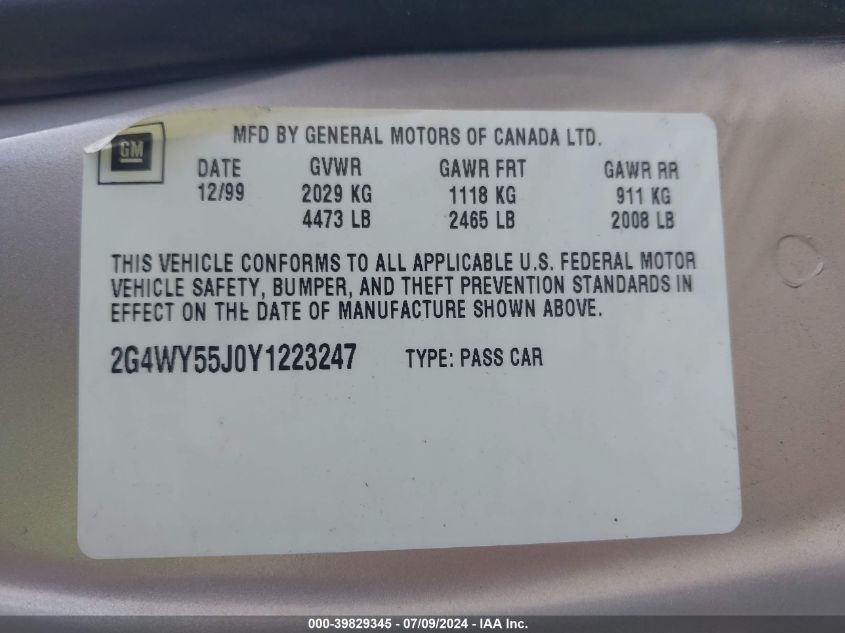 MFD BY GENERAL MOTORS OF CANADA LTD.
GM
DATE GVWR GAWR FRT GAWR RR
12/99 2029 KG 1118 KG 911 KG
4473 LB 2465 LB 2008 LB
THIS VEHICLE CONFORMS TO ALL APPLICABLE U.S. FEDERAL MOTOR
VEHICLE SAFETY, BUMPER, AND THEFT PREVENTION STANDARDS IN
EFFECT ON THE DATE OF MANUFACTURE SHOWN ABOVE.
2G4WY55J0Y1223247 TYPE: PASS CAR
000-39829345 - 07/09/2024 - IAA Inc.